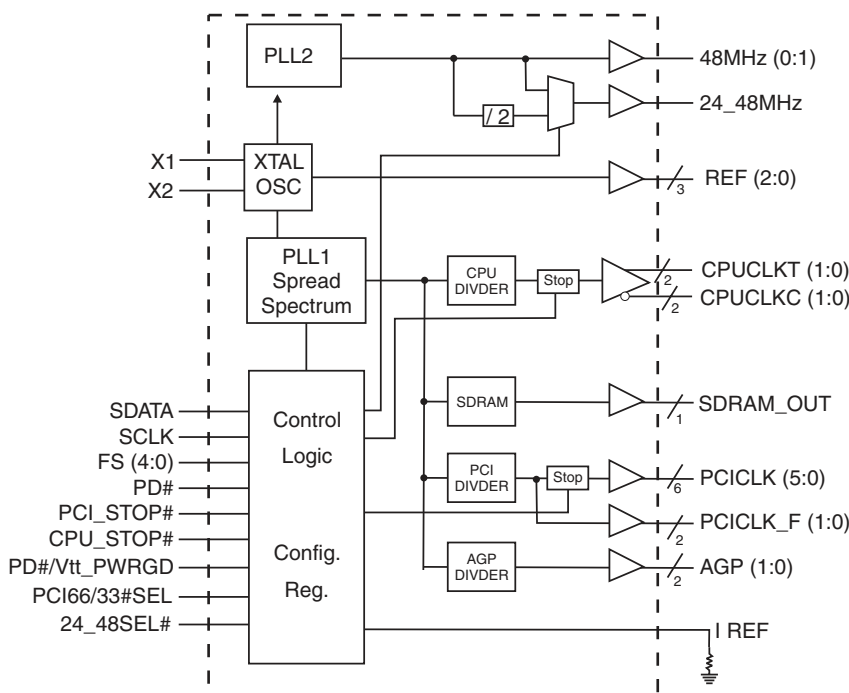 PLL2
48MHz (0:1)
/ 2
24_48MHz
X1
X2
XTAL
OSC
3
REF (2:0)
PLL1
Spread
Spectrum
CPU
DIVDER
Stop
2
CPUCLKT (1:0)
2
CPUCLKC (1:0)
SDATA
SCLK
FS (4:0)
PD#
PCI_STOP#
CPU_STOP#
PD#/Vtt_PWRGD
PCI66/33#SEL
24_48SEL#
Control
Logic
Config.
Reg.
SDRAM
1
SDRAM_OUT
PCI
DIVDER
Stop
6
PCICLK (5:0)
2
PCICLK_F (1:0)
AGP
DIVDER
2
AGP (1:0)
I REF